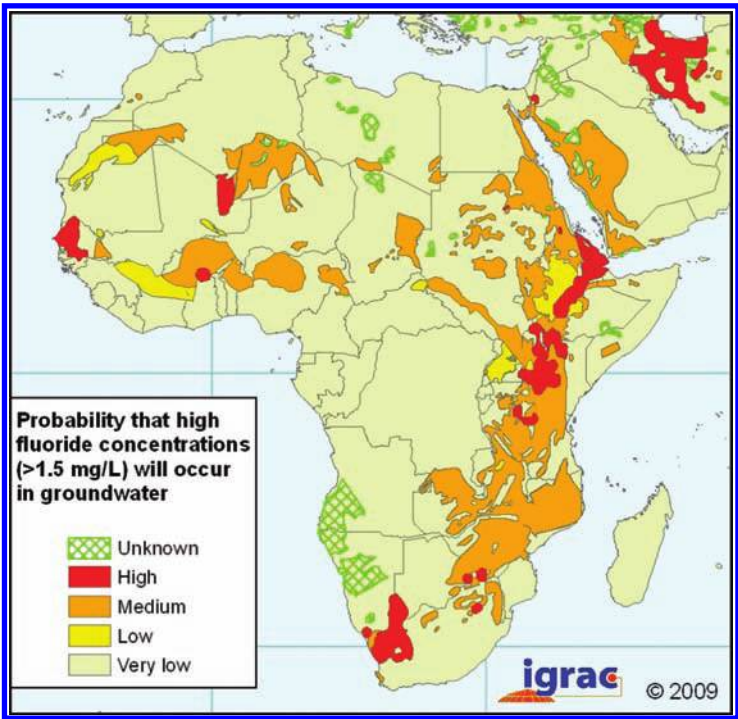 Probability that high
fluoride concentrations
(>1.5 mg/L) will occur
in groundwater
Unknown
High
Medium
Low
Very low
igrac
© 2009